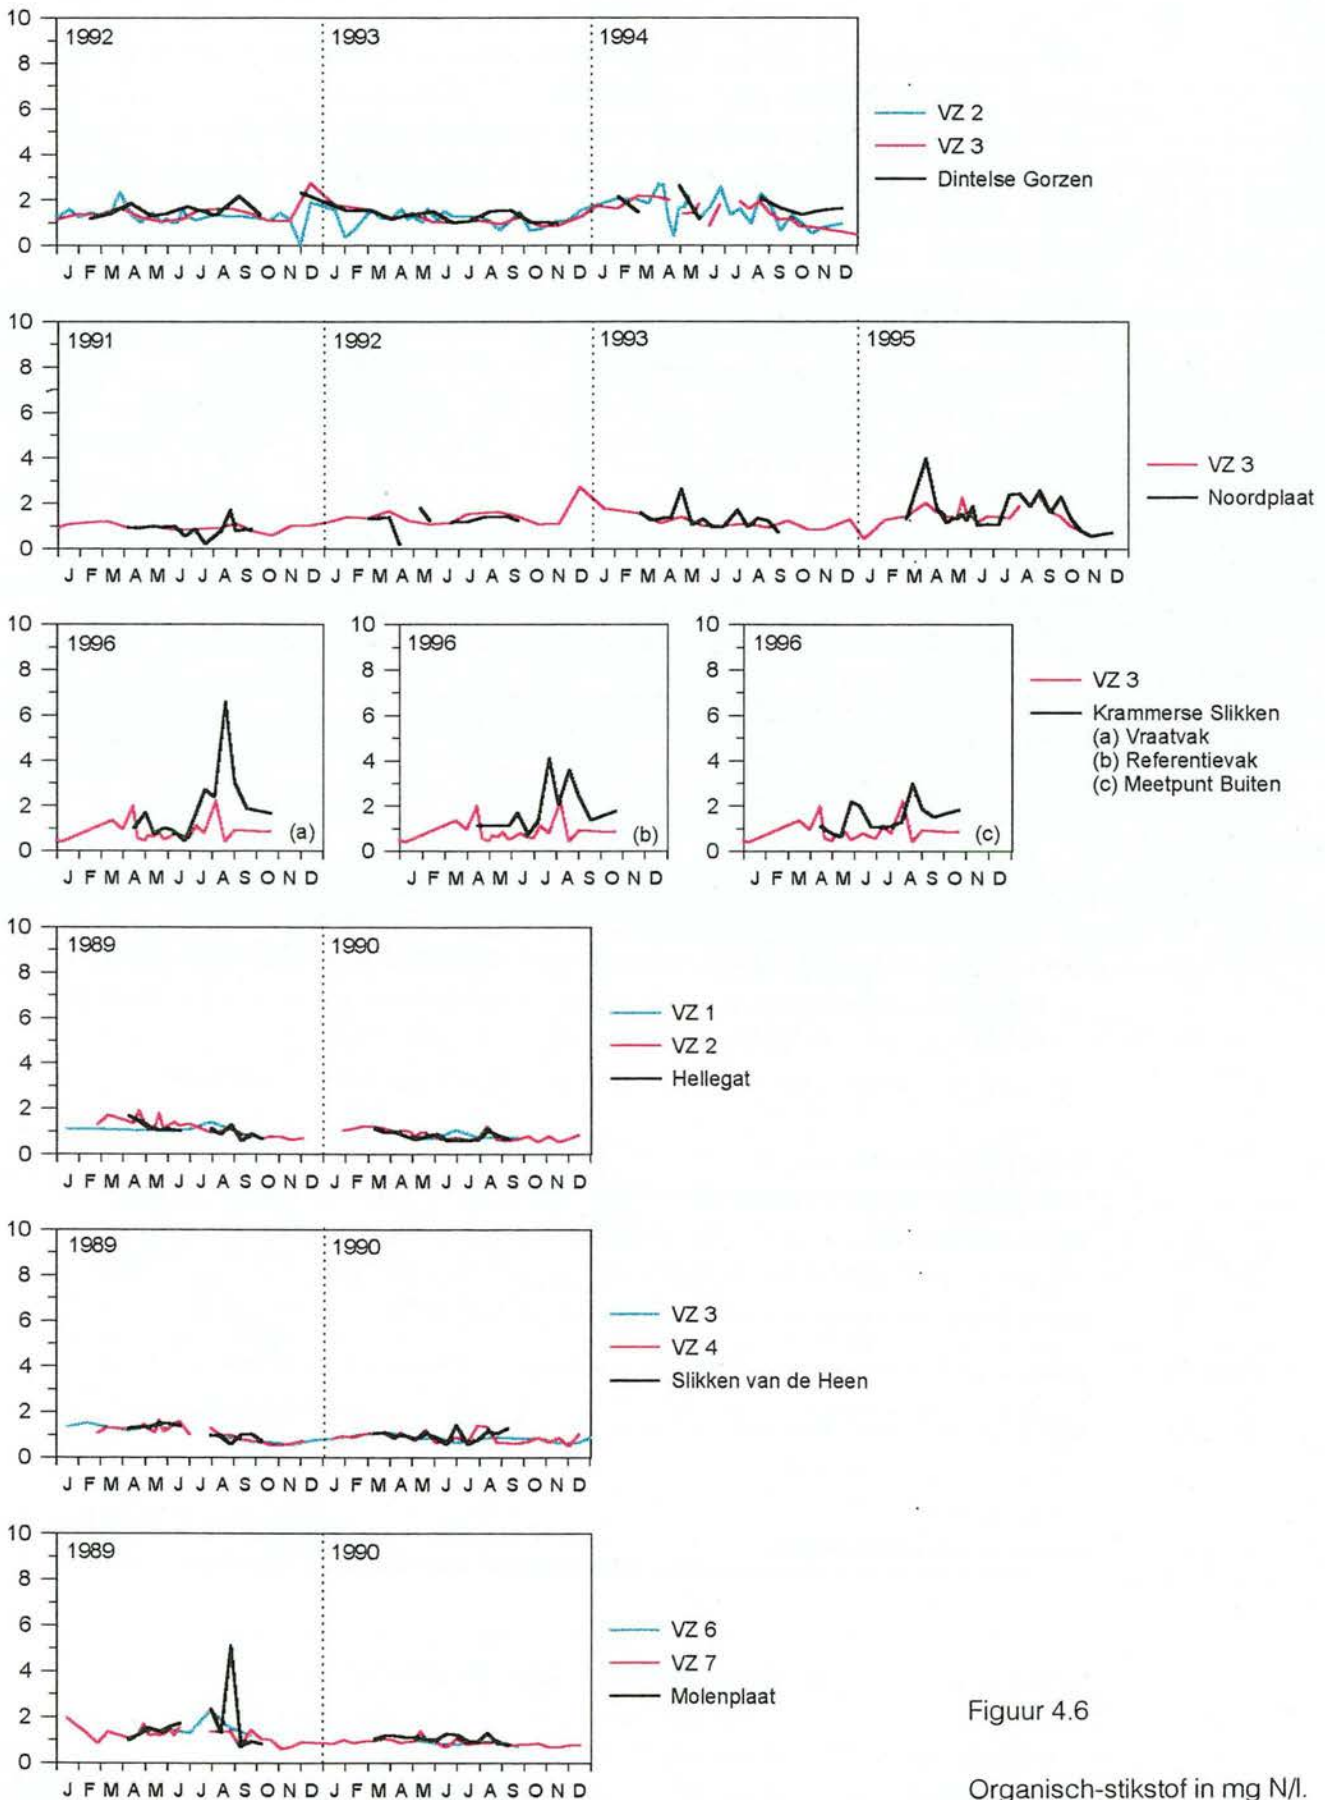 10
8
6
4
2
0
1992
1993
1994
J F M A M J J A S O N D J F M A M J J A S O N D J F M A M J J A S O N D
VZ 2
VZ 3
Dintelse Gorzen
10
8
6
4
2
0
1991
1992
1993
1995
J F M A M J J A S O N D J F M A M J J A S O N D J F M A M J J A S O N D J F M A M J J A S O N D
VZ 3
Noordplaat
10
8
6
4
2
0
1996
(a)
J F M A M J J A S O N D
10
8
6
4
2
0
1996
(b)
J F M A M J J A S O N D
10
8
6
4
2
0
1996
(c)
J F M A M J J A S O N D
VZ 3
Krammerse Slikken
(a) Vraatvak
(b) Referentievak
(c) Meetpunt Buiten
10
8
6
4
2
0
1989
1990
J F M A M J J A S O N D J F M A M J J A S O N D
VZ 1
VZ 2
Hellegat
10
8
6
4
2
0
1989
1990
J F M A M J J A S O N D J F M A M J J A S O N D
VZ 3
VZ 4
Slikken van de Heen
10
8
6
4
2
0
1989
1990
J F M A M J J A S O N D J F M A M J J A S O N D
VZ 6
VZ 7
Molenplaat
Figuur 4.6
Organisch-stikstof in mg N/l.